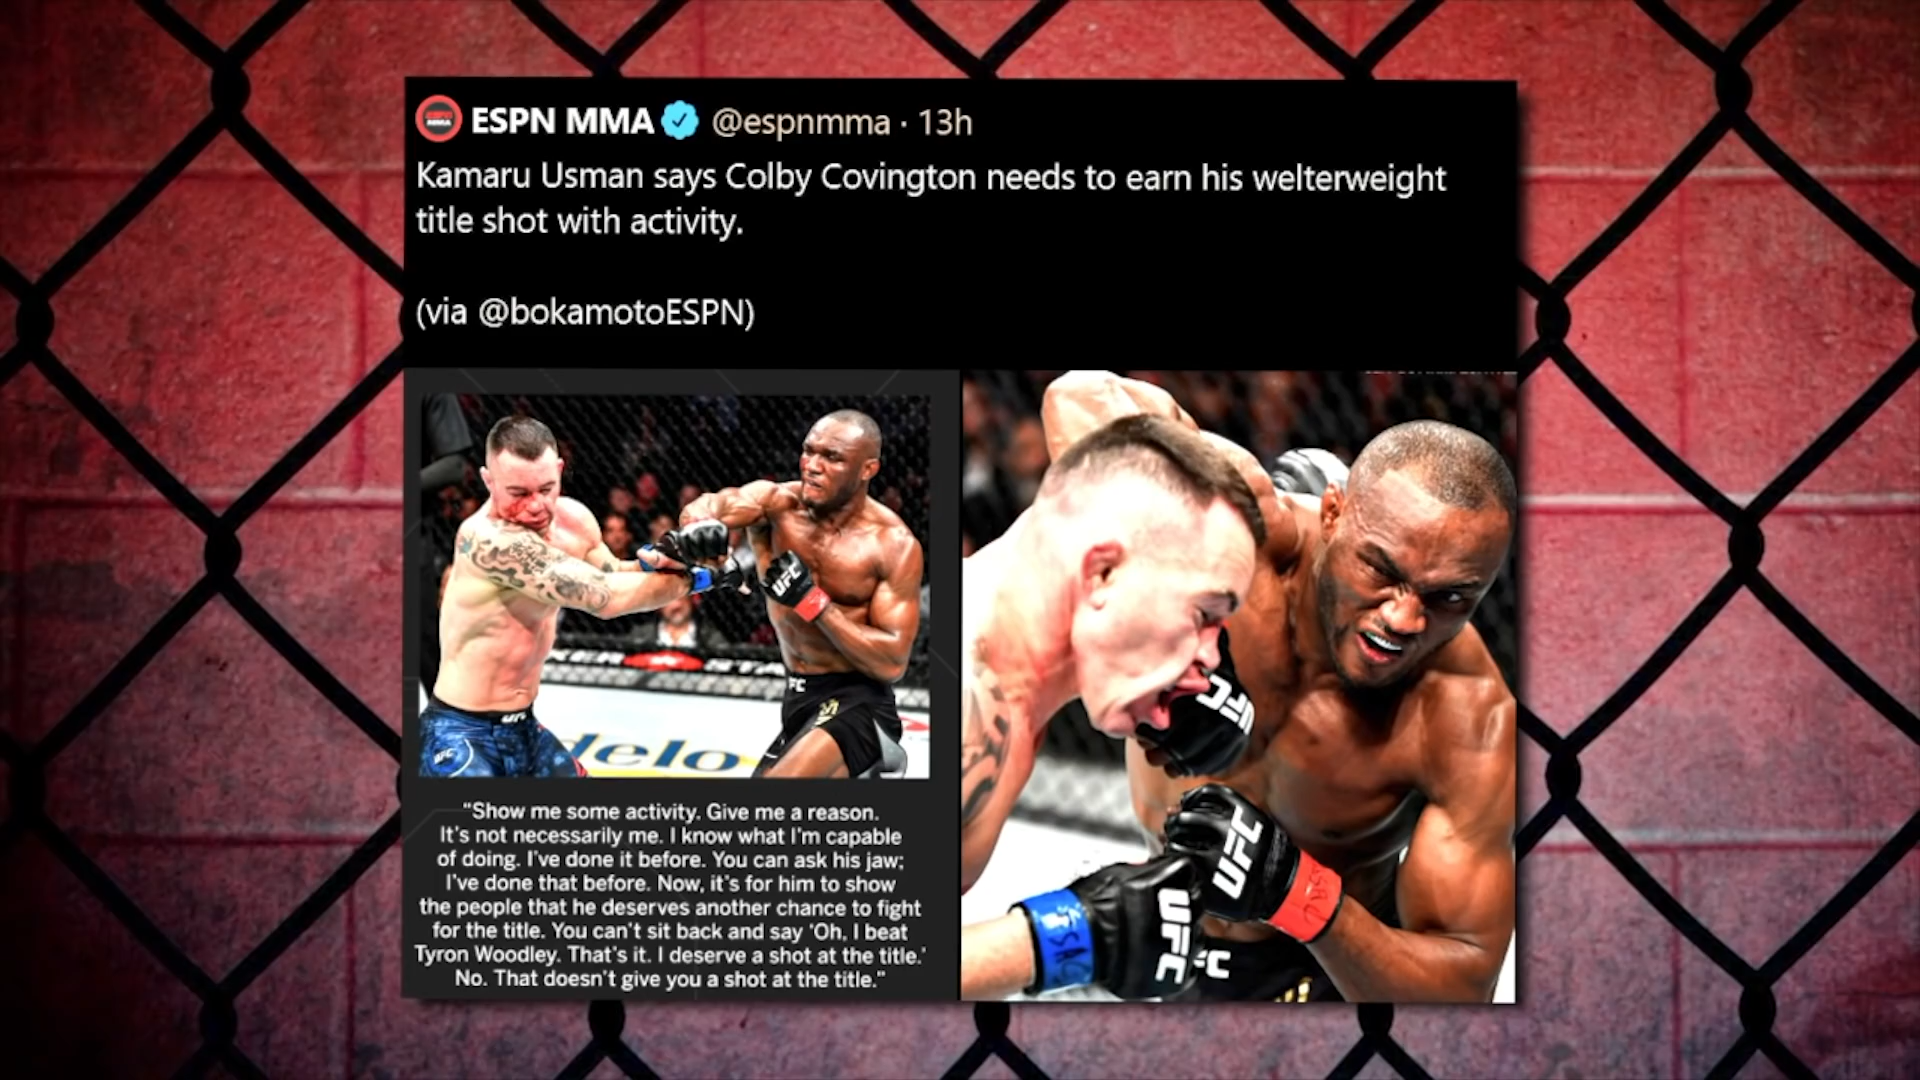 ESPN MMA @espnmma · 13h
Kamaru Usman says Colby Covington needs to earn his welterweight
title shot with activity.
(via @bokamotoESPN)
UFC
UFC
UFC
delo
"Show me some activity. Give me a reason.
It's not necessarily me. I know what I'm capable
of doing. I've done it before. You can ask his jaw;
I've done that before. Now, it's for him to show
the people that he deserves another chance to fight
for the title. You can't sit back and say 'Oh, I beat
Tyron Woodley. That's it. I deserve a shot at the title.'
No. That doesn't give you a shot at the title."
UFC
UFC
UFC